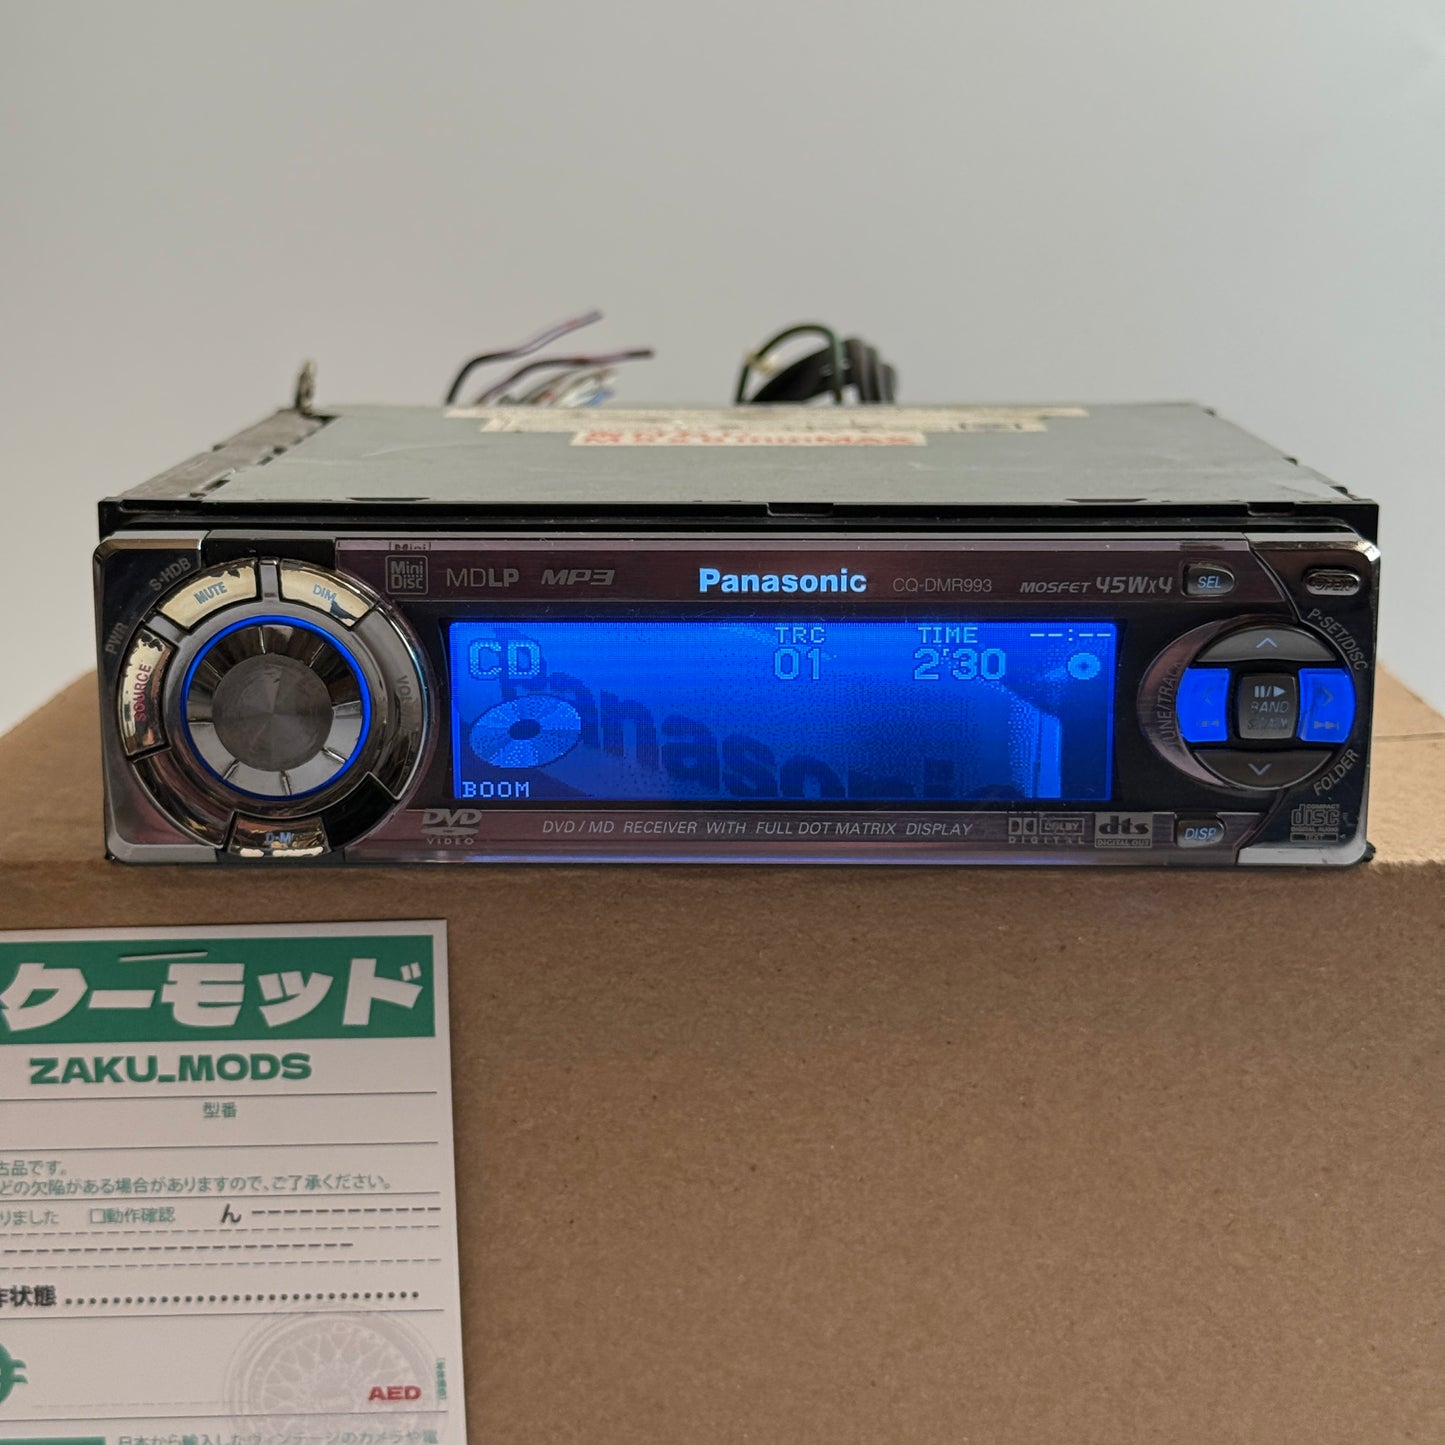 S·HDB
MUTE
DIM
PWR
SOURCE
VOL
D·M
Mini
Disc
MDLP
MP3
Panasonic
CQ-DMR993
MOSFET 45Wx4
SEL
OPEN
CD
TRC
01
TIME
2'30
--:--
Panasonic
BOOM
P·SET/DISC
TUNE/TRACK
BAND
FOLDER
DVD
VIDEO
DVD / MD RECEIVER WITH FULL DOT MATRIX DISPLAY
DOLBY
DIGITAL
dts
DIGITAL OUT
DISP
COMPACT
disc
DIGITAL AUDIO
TEXT
クーモッド
ZAKU_MODS
型番
古品です。
どの欠陥がある場合がありますので、ご了承ください。
りました □動作確認 ん
作状態
AED
日本から輸入したヴィンテージのカメラや電